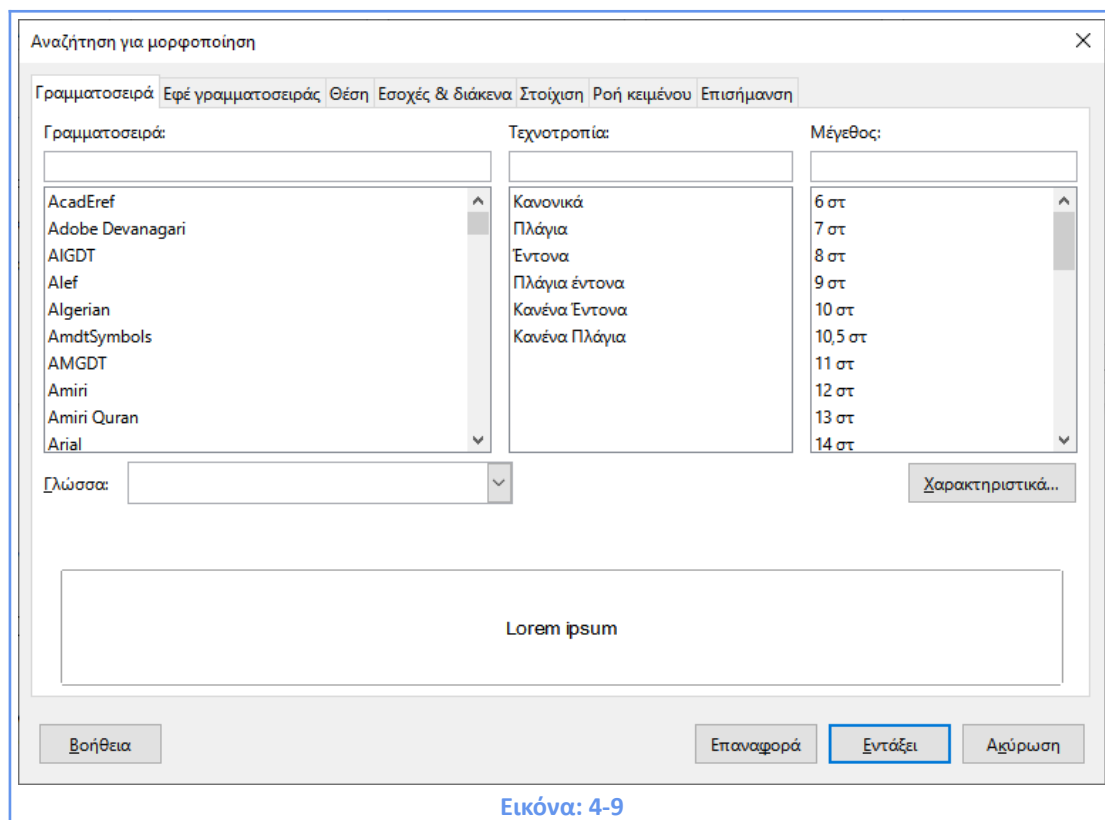 Αναζήτηση για μορφοποίηση
Γραμματοσειρά Εφέ γραμματοσειράς Θέση Εσοχές & διάκενα Στοίχιση Ροή κειμένου Επισήμανση
Γραμματοσειρά: Τεχνοτροπία: Μέγεθος:
AcadEref Κανονικά 6 στ
Adobe Devanagari Πλάγια 7 στ
AIGDT Έντονα 8 στ
Alef Πλάγια έντονα 9 στ
Algerian Κανένα Έντονα 10 στ
AmdtSymbols Κανένα Πλάγια 10,5 στ
AMGDT 11 στ
Amiri 12 στ
Amiri Quran 13 στ
Arial 14 στ
Γλώσσα: Χαρακτηριστικά...
Lorem ipsum
Βοήθεια Επαναφορά Εντάξει Ακύρωση
Εικόνα: 4-9